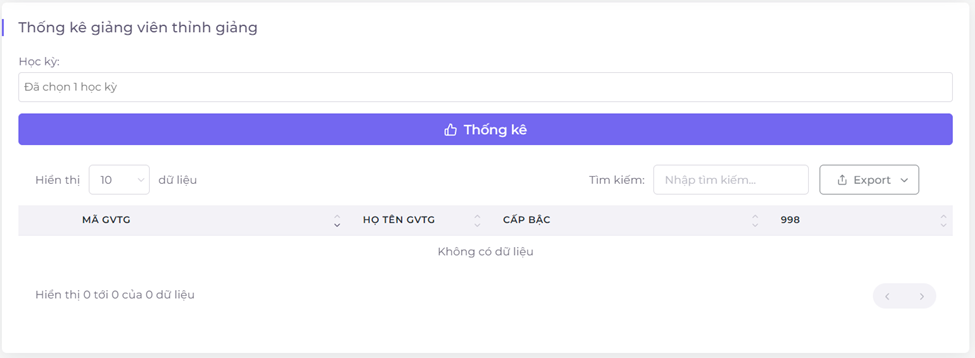 Thống kê giảng viên thỉnh giảng
Học kỳ:
Đã chọn 1 học kỳ
Thống kê
Hiển thị 10 dữ liệu
Tìm kiếm: Nhập tìm kiếm... Export
MÃ GVTG HỌ TÊN GVTG CẤP BẬC 998
Không có dữ liệu
Hiển thị 0 tới 0 của 0 dữ liệu